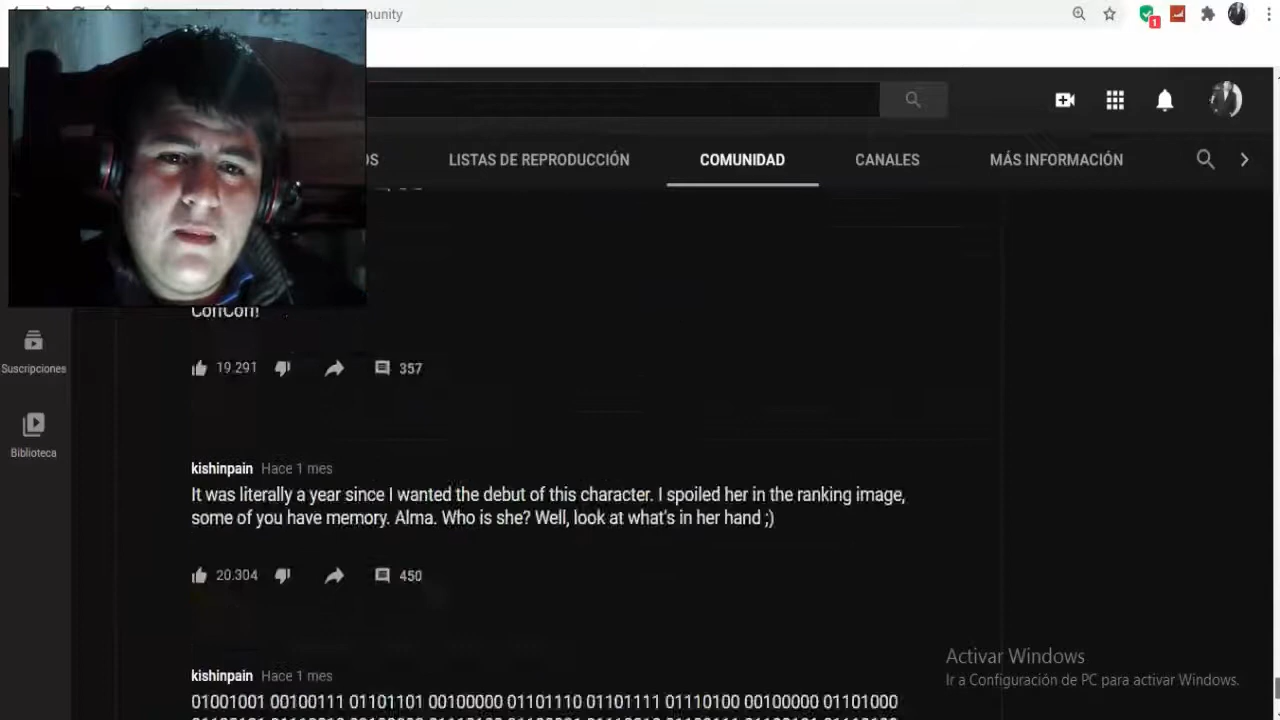 munity
OS
LISTAS DE REPRODUCCIÓN
COMUNIDAD
CANALES
MÁS INFORMACIÓN
1
Suscripciones
Biblioteca
19.291
357
kishinpain Hace 1 mes
It was literally a year since I wanted the debut of this character. I spoiled her in the ranking image,
some of you have memory. Alma. Who is she? Well, look at what's in her hand ;)
20.304
450
kishinpain Hace 1 mes
01001001 00100111 01101101 00100000 01101110 01101111 01110100 00100000 01101000
Activar Windows
Ir a Configuración de PC para activar Windows.